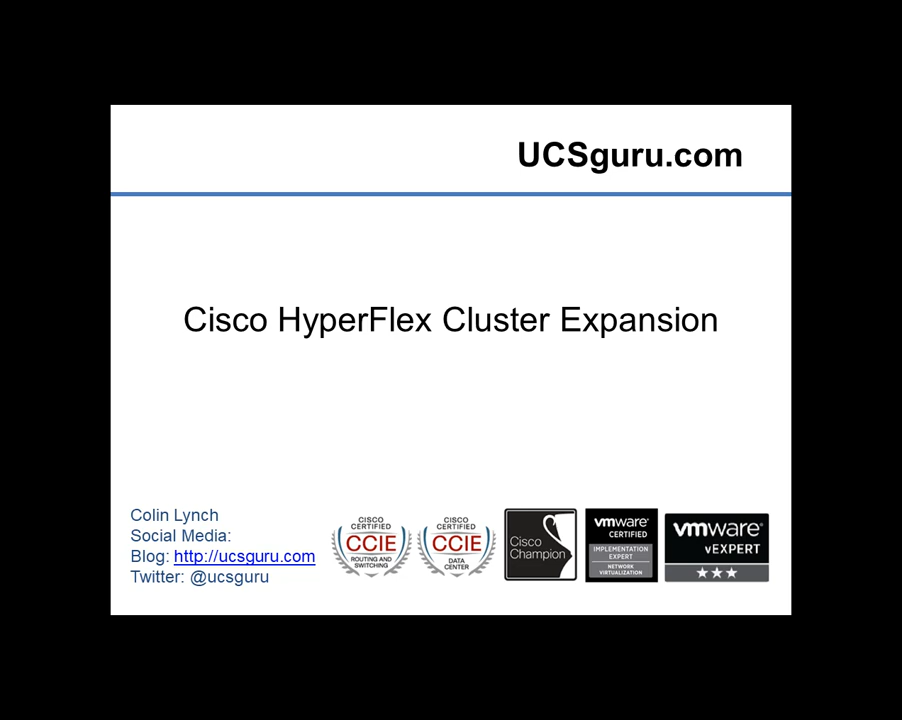 UCSguru.com
Cisco HyperFlex Cluster Expansion
Colin Lynch
Social Media:
Blog: http://ucsguru.com
Twitter: @ucsguru
CISCO
CERTIFIED
CCIE
ROUTING AND
SWITCHING
CISCO
CERTIFIED
CCIE
DATA
CENTER
Cisco
Champion
vmware®
CERTIFIED
IMPLEMENTATION
EXPERT
NETWORK
VIRTUALIZATION
vmware®
vEXPERT